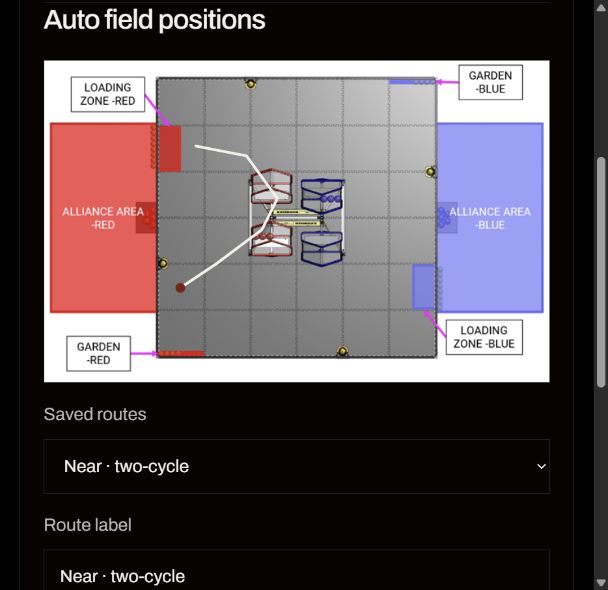 Auto field positions
LOADING
ZONE -RED
GARDEN
-BLUE
ALLIANCE AREA
-RED
ALLIANCE AREA
-BLUE
GARDEN
-RED
LOADING
ZONE -BLUE
Saved routes
Near · two-cycle
Route label
Near · two-cycle